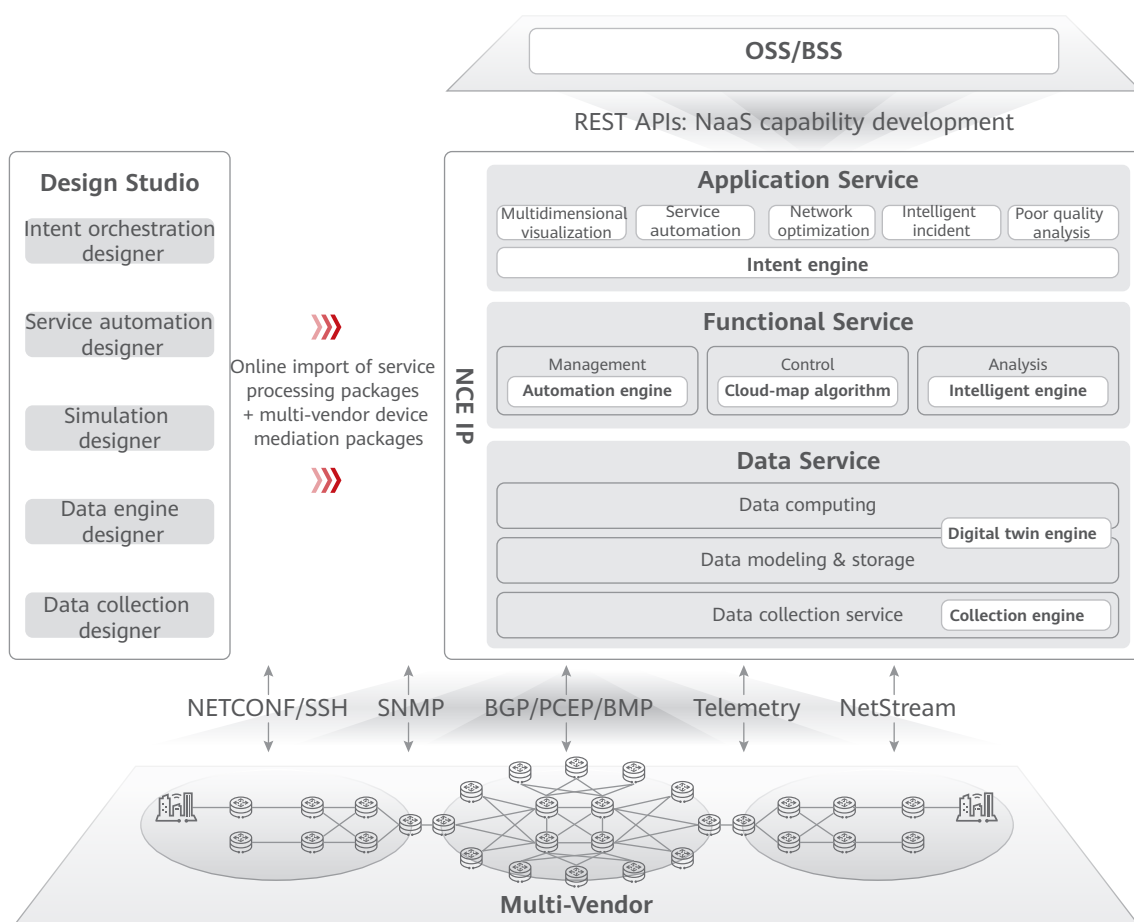 OSS/BSS
REST APIs: NaaS capability development
Design Studio
Intent orchestration
designer
Service automation
designer
Simulation
designer
Data engine
designer
Data collection
designer
Online import of service
processing packages
+ multi-vendor device
mediation packages
NCE IP
Application Service
Multidimensional
visualization
Service
automation
Network
optimization
Intelligent
incident
Poor quality
analysis
Intent engine
Functional Service
Management
Automation engine
Control
Cloud-map algorithm
Analysis
Intelligent engine
Data Service
Data computing
Digital twin engine
Data modeling & storage
Data collection service
Collection engine
NETCONF/SSH
SNMP
BGP/PCEP/BMP
Telemetry
NetStream
Multi-Vendor